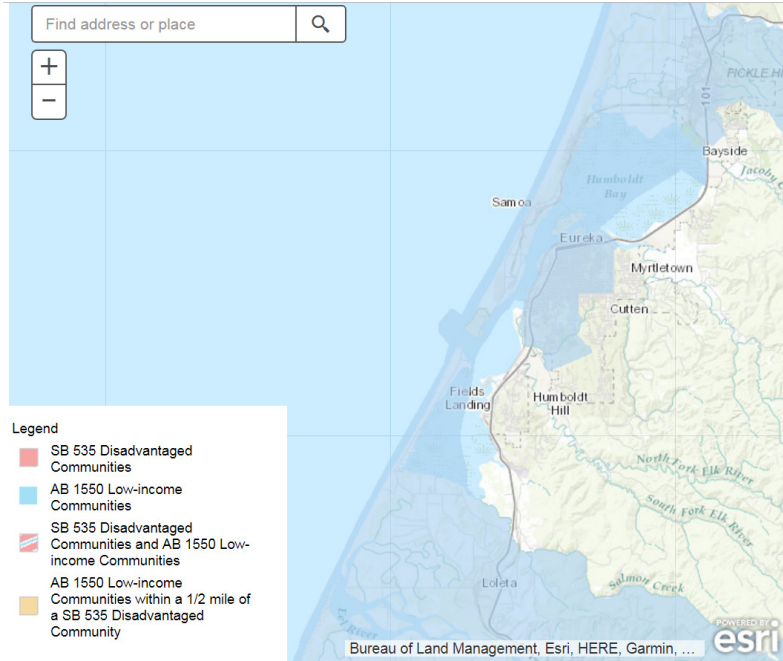 Find address or place
+
−
PICKLE HI
101
Bayside
Jacoby C
Humboldt
Bay
Samoa
Eureka
Myrtletown
Cutten
Fields
Landing
Humboldt
Hill
North Fork Elk River
South Fork Elk River
Salmon Creek
Loleta
Eel River
Legend
SB 535 Disadvantaged
Communities
AB 1550 Low-income
Communities
SB 535 Disadvantaged
Communities and AB 1550 Low-
income Communities
AB 1550 Low-income
Communities within a 1/2 mile of
a SB 535 Disadvantaged
Community
Bureau of Land Management, Esri, HERE, Garmin, ...
POWERED BY
esri